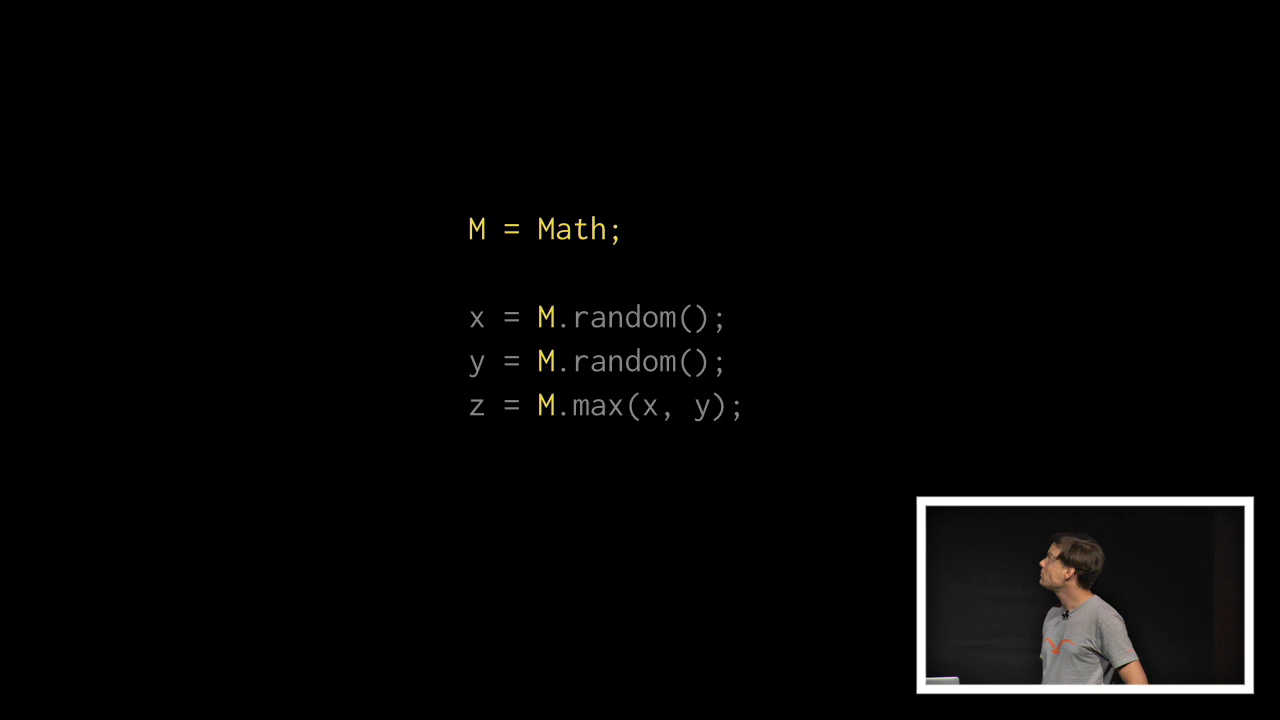 M = Math;
x = M.random();
y = M.random();
z = M.max(x, y);